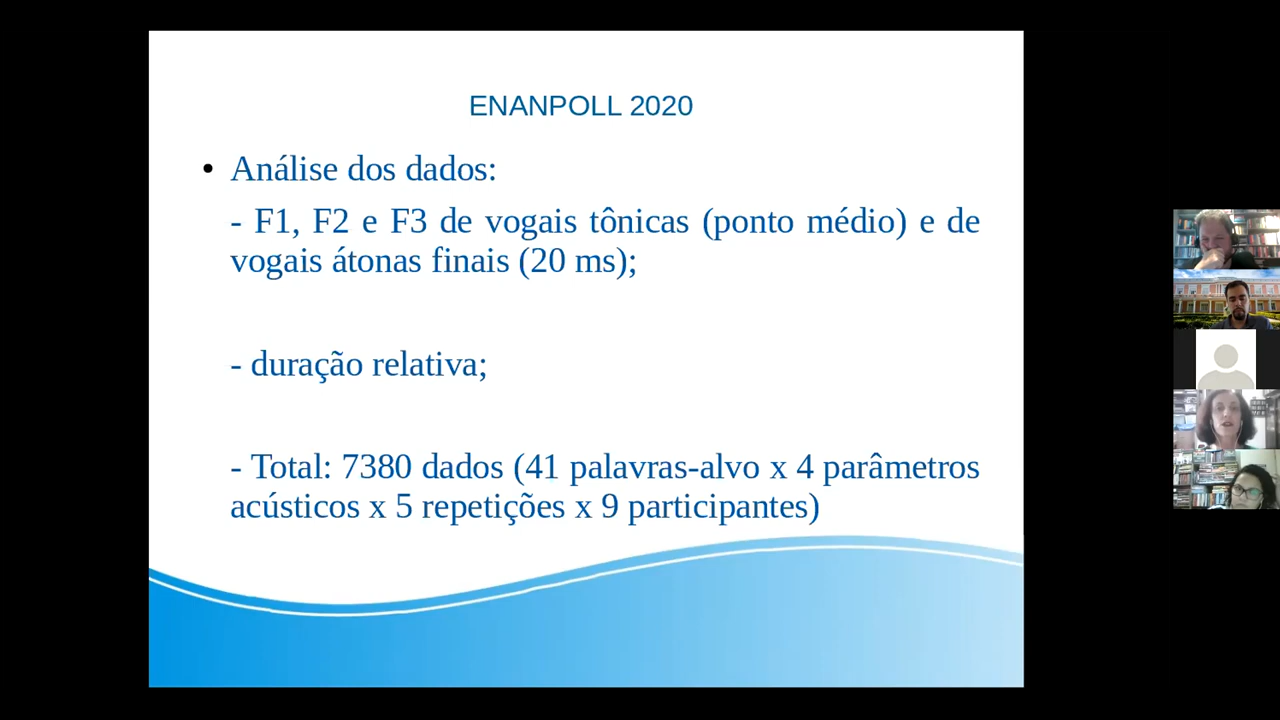 ENANPOLL 2020
• Análise dos dados:
- F1, F2 e F3 de vogais tônicas (ponto médio) e de
vogais átonas finais (20 ms);
- duração relativa;
- Total: 7380 dados (41 palavras-alvo x 4 parâmetros
acústicos x 5 repetições x 9 participantes)